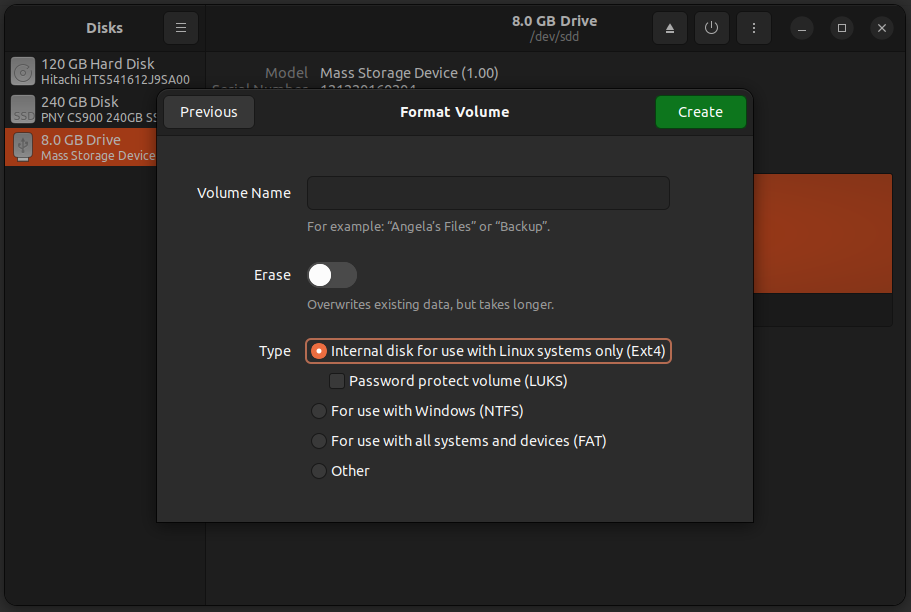 Disks
8.0 GB Drive
/dev/sdd
120 GB Hard Disk
Hitachi HTS541612J9SA00
240 GB Disk
PNY CS900 240GB SS
SSD
8.0 GB Drive
Mass Storage Device
Model Mass Storage Device (1.00)
Serial Number
Previous
Format Volume
Create
Volume Name
For example: “Angela’s Files” or “Backup”.
Erase
Overwrites existing data, but takes longer.
Type
Internal disk for use with Linux systems only (Ext4)
Password protect volume (LUKS)
For use with Windows (NTFS)
For use with all systems and devices (FAT)
Other